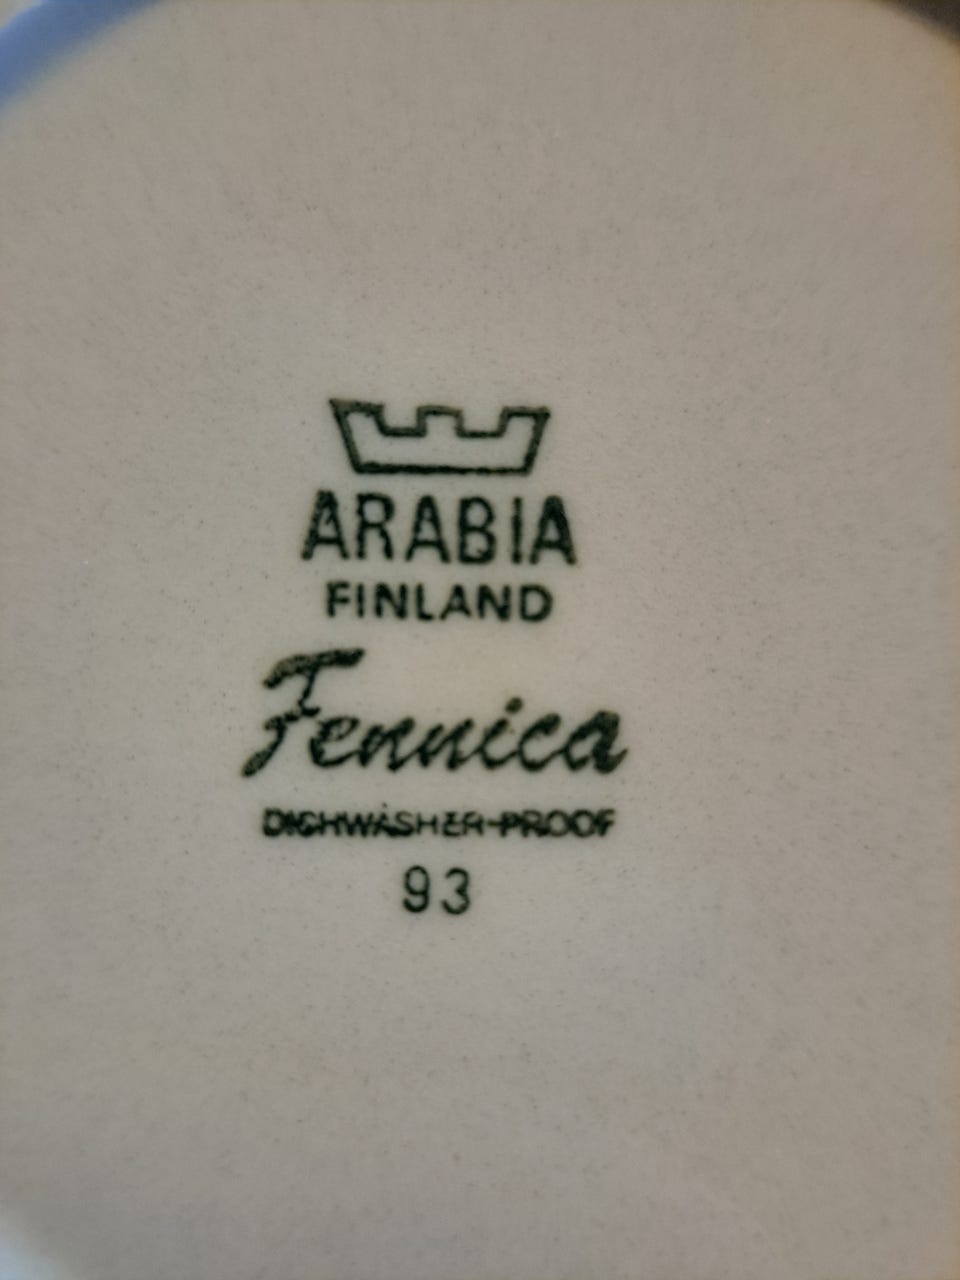 ARABIA
FINLAND
Fennica
DISHWASHER-PROOF
93